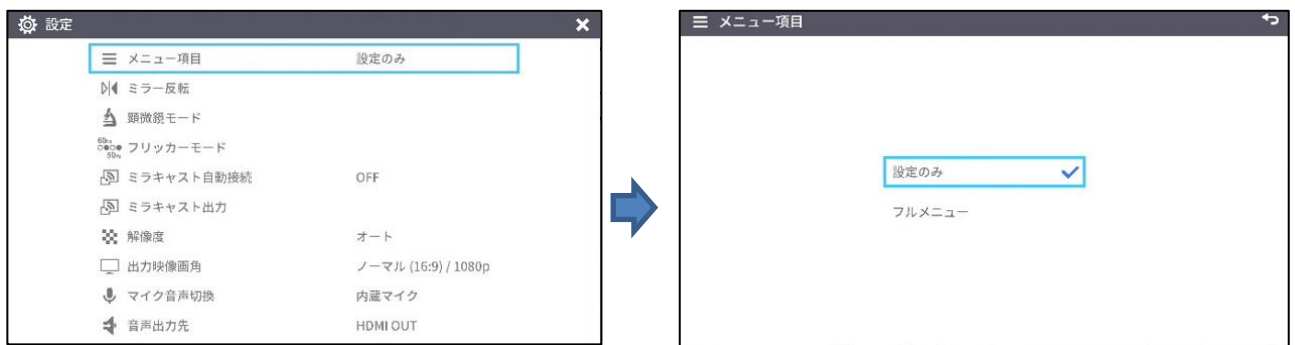 設定
メニュー項目 設定のみ
ミラー反転
顕微鏡モード
60Hz
50Hz
フリッカーモード
ミラキャスト自動接続 OFF
ミラキャスト出力
解像度 オート
出力映像画角 ノーマル (16:9) / 1080p
マイク音声切換 内蔵マイク
音声出力先 HDMI OUT
メニュー項目
設定のみ
フルメニュー